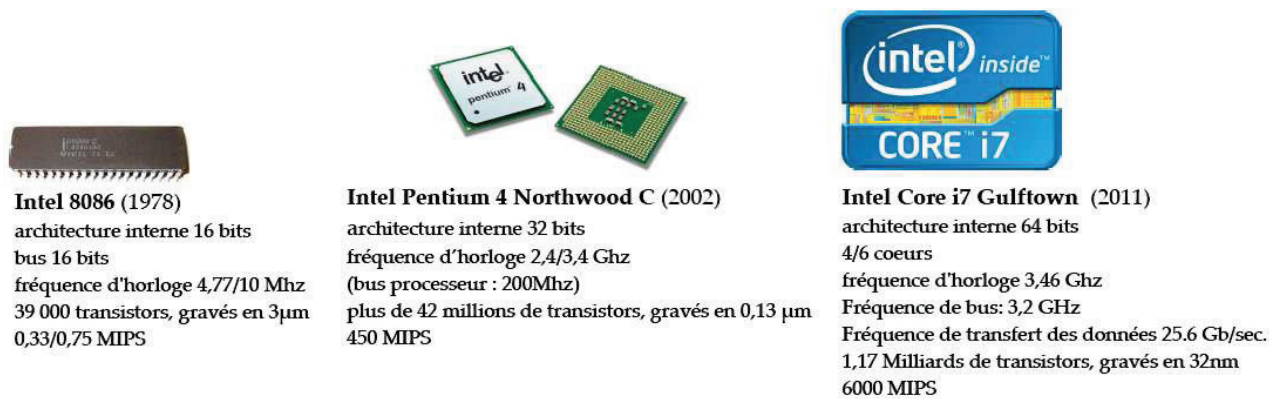 intel
pentium 4
intel inside™
CORE™ i7
Intel 8086 (1978)
architecture interne 16 bits
bus 16 bits
fréquence d'horloge 4,77/10 Mhz
39 000 transistors, gravés en 3µm
0,33/0,75 MIPS
Intel Pentium 4 Northwood C (2002)
architecture interne 32 bits
fréquence d’horloge 2,4/3,4 Ghz
(bus processeur : 200Mhz)
plus de 42 millions de transistors, gravés en 0,13 µm
450 MIPS
Intel Core i7 Gulftown (2011)
architecture interne 64 bits
4/6 coeurs
fréquence d'horloge 3,46 Ghz
Fréquence de bus: 3,2 GHz
Fréquence de transfert des données 25.6 Gb/sec.
1,17 Milliards de transistors, gravés en 32nm
6000 MIPS